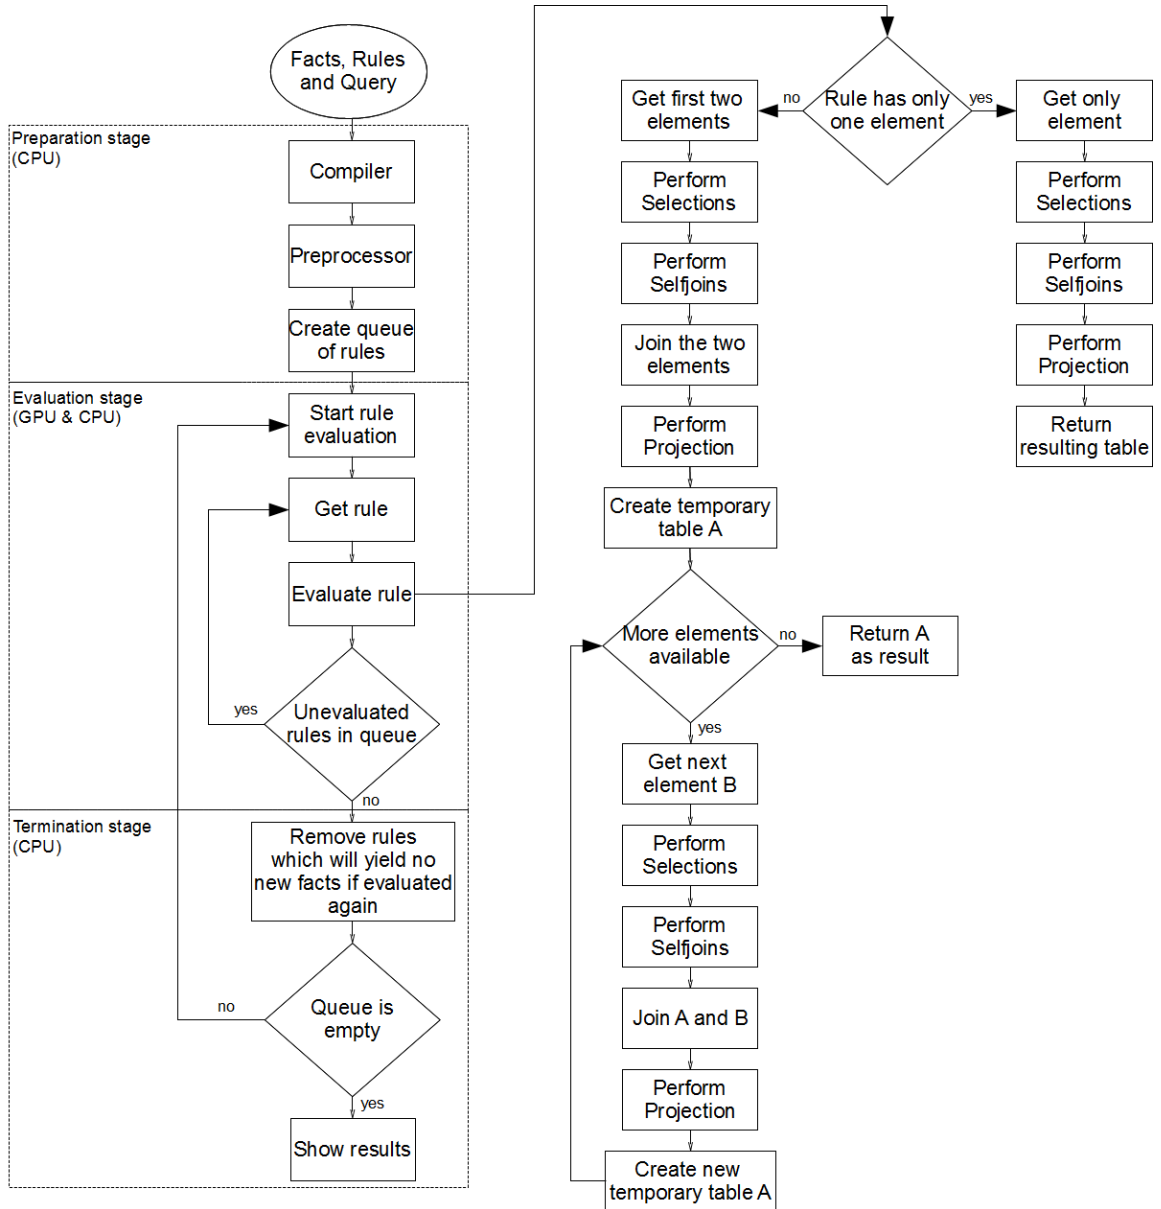 Facts, Rules
and Query
Preparation stage
(CPU)
Compiler
Preprocessor
Create queue
of rules
Evaluation stage
(GPU & CPU)
Start rule
evaluation
Get rule
Evaluate rule
yes
Unevaluated
rules in queue
no
Termination stage
(CPU)
Remove rules
which will yield no
new facts if evaluated
again
no
Queue is
empty
yes
Show results
Rule has only
one element
no
yes
Get first two
elements
Perform
Selections
Perform
Selfjoins
Join the two
elements
Perform
Projection
Create temporary
table A
More elements
available
no
Return A
as result
yes
Get next
element B
Perform
Selections
Perform
Selfjoins
Join A and B
Perform
Projection
Create new
temporary table A
Get only
element
Perform
Selections
Perform
Selfjoins
Perform
Projection
Return
resulting table